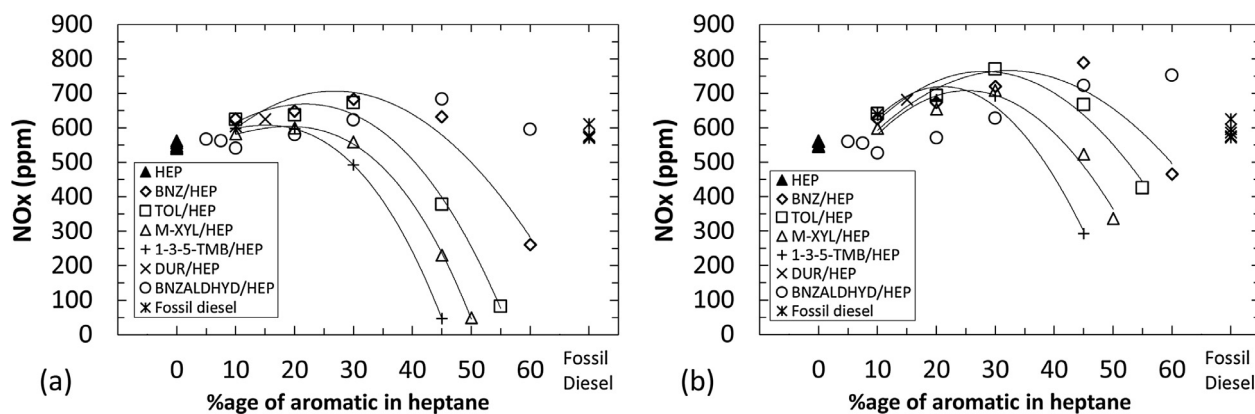 900
800
700
600
500
400
300
200
100
0
NOx (ppm)
HEP
BNZ/HEP
TOL/HEP
M-XYL/HEP
1-3-5-TMB/HEP
DUR/HEP
BNZALDHYD/HEP
Fossil diesel
0 10 20 30 40 50 60 Fossil
Diesel
(a)
%age of aromatic in heptane
900
800
700
600
500
400
300
200
100
0
NOx (ppm)
HEP
BNZ/HEP
TOL/HEP
M-XYL/HEP
1-3-5-TMB/HEP
DUR/HEP
BNZALDHYD/HEP
Fossil diesel
0 10 20 30 40 50 60 Fossil
Diesel
(b)
%age of aromatic in heptane